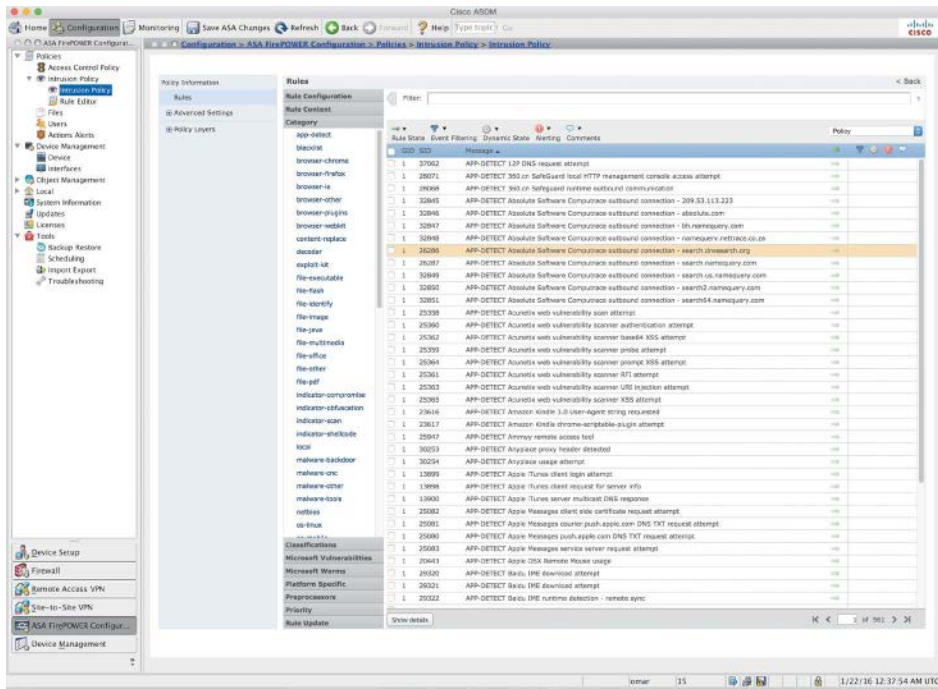 Cisco ASDM
Home Configuration Monitoring Save ASA Changes Refresh Back Forward Help Type topic Go
cisco
ASA FirePOWER Configurat...
Configuration > ASA FirePOWER Configuration > Policies > Intrusion Policy > Intrusion Policy
Policies
Access Control Policy
Intrusion Policy
Intrusion Policy
Rule Editor
Files
Users
Actions Alerts
Device Management
Device
Interfaces
Object Management
Local
System Information
Updates
Licenses
Tools
Backup Restore
Scheduling
Import Export
Troubleshooting
Device Setup
Firewall
Remote Access VPN
Site-to-Site VPN
ASA FirePOWER Configur...
Device Management
Policy Information
Rules
Advanced Settings
Policy Layers
Rules
< Back
Rule Configuration
Rule Content
Category
app-detect
blacklist
browser-chrome
browser-firefox
browser-ie
browser-other
browser-plugins
browser-webkit
content-replace
decoder
exploit-kit
file-executable
file-flash
file-identify
file-image
file-java
file-multimedia
file-office
file-other
file-pdf
indicator-compromise
indicator-obfuscation
indicator-scan
indicator-shellcode
local
malware-backdoor
malware-cnc
malware-other
malware-tools
netbios
os-linux
os-mobile
Classifications
Microsoft Vulnerabilities
Microsoft Worms
Platform Specific
Preprocessors
Priority
Rule Update
Filter:
?
Rule State Event Filtering Dynamic State Alerting Comments
Policy
GID SID Message
1 37062 APP-DETECT 12P DNS request attempt
1 28071 APP-DETECT 360.cn SafeGuard local HTTP management console access attempt
1 28068 APP-DETECT 360.cn Safeguard runtime outbound communication
1 32845 APP-DETECT Absolute Software Computrace outbound connection - 209.53.113.223
1 32846 APP-DETECT Absolute Software Computrace outbound connection - absolute.com
1 32847 APP-DETECT Absolute Software Computrace outbound connection - bh.namequery.com
1 32848 APP-DETECT Absolute Software Computrace outbound connection - namequery.nettrace.co.za
1 26286 APP-DETECT Absolute Software Computrace outbound connection - search.dnssearch.org
1 26287 APP-DETECT Absolute Software Computrace outbound connection - search.namequery.com
1 32849 APP-DETECT Absolute Software Computrace outbound connection - search.us.namequery.com
1 32850 APP-DETECT Absolute Software Computrace outbound connection - search2.namequery.com
1 32851 APP-DETECT Absolute Software Computrace outbound connection - search64.namequery.com
1 25358 APP-DETECT Acunetix web vulnerability scan attempt
1 25360 APP-DETECT Acunetix web vulnerability scanner authentication attempt
1 25362 APP-DETECT Acunetix web vulnerability scanner base64 XSS attempt
1 25359 APP-DETECT Acunetix web vulnerability scanner probe attempt
1 25364 APP-DETECT Acunetix web vulnerability scanner prompt XSS attempt
1 25361 APP-DETECT Acunetix web vulnerability scanner RFI attempt
1 25363 APP-DETECT Acunetix web vulnerability scanner URI injection attempt
1 25365 APP-DETECT Acunetix web vulnerability scanner XSS attempt
1 23616 APP-DETECT Amazon Kindle 3.0 User-Agent string requested
1 23617 APP-DETECT Amazon Kindle chrome-scriptable-plugin attempt
1 25947 APP-DETECT Ammyy remote access tool
1 30253 APP-DETECT Anyplace proxy header detected
1 30254 APP-DETECT Anyplace usage attempt
1 13899 APP-DETECT Apple iTunes client login attempt
1 13898 APP-DETECT Apple iTunes client request for server info
1 13900 APP-DETECT Apple iTunes server multicast DNS response
1 25082 APP-DETECT Apple Messages client side certificate request attempt
1 25081 APP-DETECT Apple Messages courier.push.apple.com DNS TXT request attempt
1 25080 APP-DETECT Apple Messages push.apple.com DNS TXT request attempt
1 25083 APP-DETECT Apple Messages service server request attempt
1 20443 APP-DETECT Apple OSX Remote Mouse usage
1 29320 APP-DETECT Baidu IME download attempt
1 29321 APP-DETECT Baidu IME download attempt
1 29322 APP-DETECT Baidu IME runtime detection - remote sync
Show details
1 of 981
omar 15 1/22/16 12:37:54 AM UTC